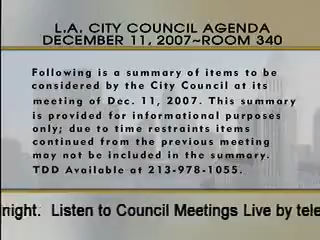 L.A. CITY COUNCIL AGENDA
DECEMBER 11, 2007~ROOM 340
Following is a summary of items to be
considered by the City Council at its
meeting of Dec. 11, 2007. This summary
is provided for informational purposes
only; due to time restraints items
continued from the previous meeting
may not be included in the summary.
TDD Available at 213-978-1055.
night. Listen to Council Meetings Live by tele